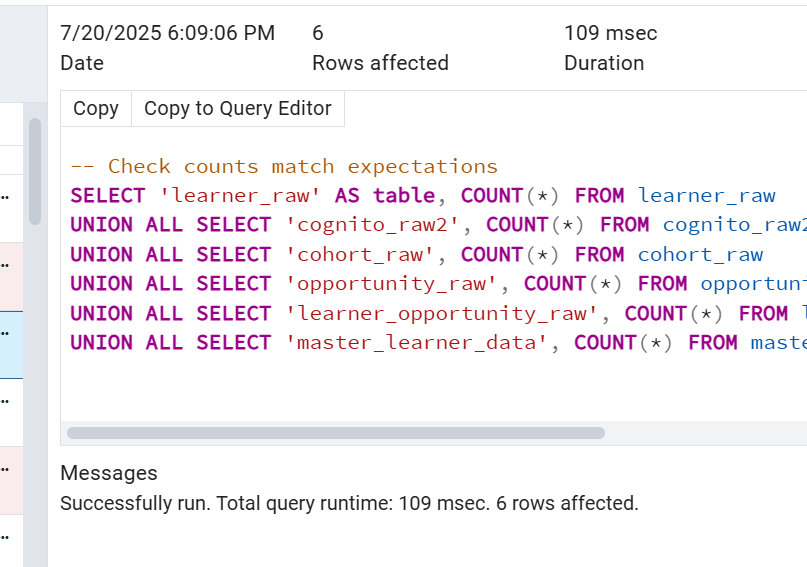 7/20/2025 6:09:06 PM 6 109 msec
Date Rows affected Duration
Copy Copy to Query Editor
-- Check counts match expectations
SELECT 'learner_raw' AS table, COUNT(*) FROM learner_raw
UNION ALL SELECT 'cognito_raw2', COUNT(*) FROM cognito_raw2
UNION ALL SELECT 'cohort_raw', COUNT(*) FROM cohort_raw
UNION ALL SELECT 'opportunity_raw', COUNT(*) FROM opportun
UNION ALL SELECT 'learner_opportunity_raw', COUNT(*) FROM
UNION ALL SELECT 'master_learner_data', COUNT(*) FROM maste
Messages
Successfully run. Total query runtime: 109 msec. 6 rows affected.